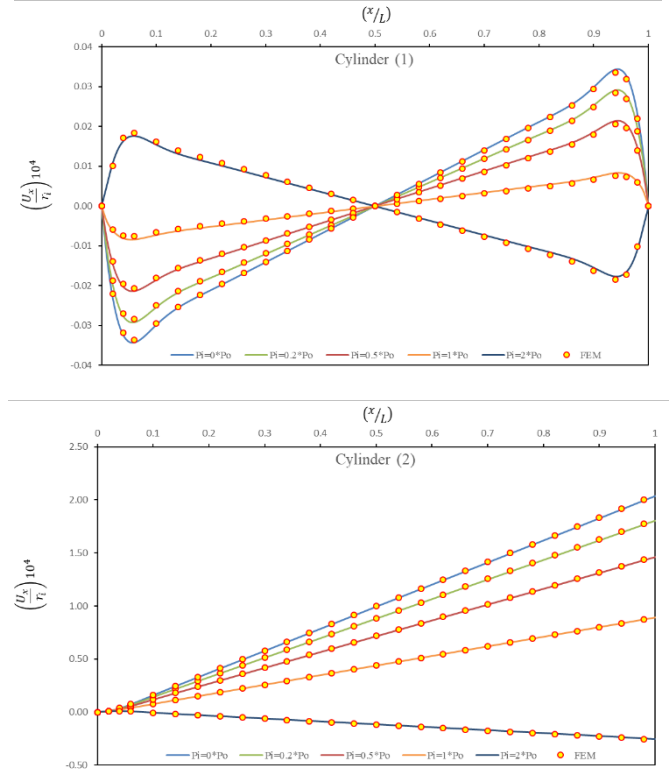 (x/L)
0 0.1 0.2 0.3 0.4 0.5 0.6 0.7 0.8 0.9 1
0.04
Cylinder (1)
0.03
0.02
0.01
0.00
-0.01
-0.02
-0.03
-0.04
(Ux/ri)10⁴
Pi=0*Po Pi=0.2*Po Pi=0.5*Po Pi=1*Po Pi=2*Po FEM
(x/L)
0 0.1 0.2 0.3 0.4 0.5 0.6 0.7 0.8 0.9 1
2.50
Cylinder (2)
2.00
1.50
1.00
0.50
0.00
-0.50
(Ux/ri)10⁴
Pi=0*Po Pi=0.2*Po Pi=0.5*Po Pi=1*Po Pi=2*Po FEM